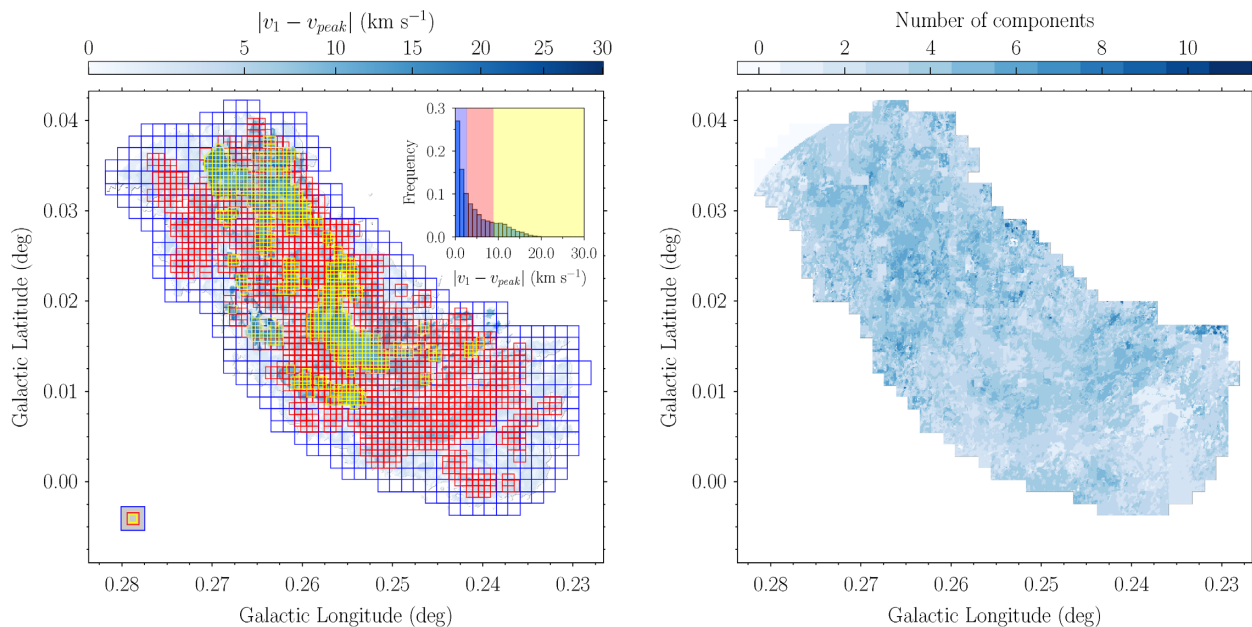 |v₁ − v_peak| (km s⁻¹)
0 5 10 15 20 25 30
Galactic Latitude (deg)
0.04
0.03
0.02
0.01
0.00
0.28 0.27 0.26 0.25 0.24 0.23
Galactic Longitude (deg)
Frequency
0.3
0.2
0.1
0.0
0.0 10.0 20.0 30.0
|v₁ − v_peak| (km s⁻¹)
Number of components
0 2 4 6 8 10
Galactic Latitude (deg)
0.04
0.03
0.02
0.01
0.00
0.28 0.27 0.26 0.25 0.24 0.23
Galactic Longitude (deg)